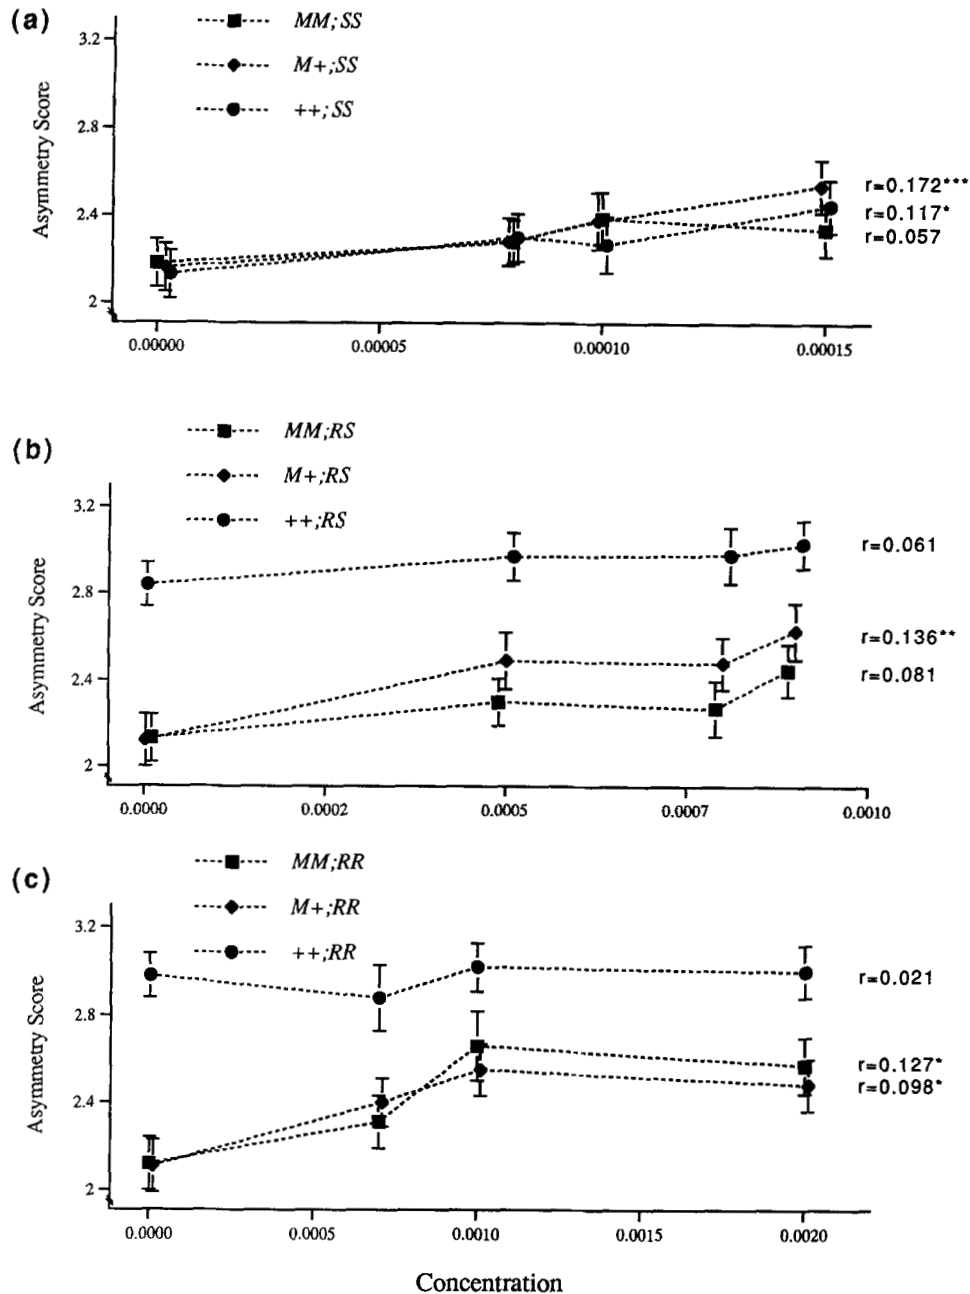 (a)
MM;SS
M+;SS
++;SS
Asymmetry Score
3.2
2.8
2.4
2
r=0.172***
r=0.117*
r=0.057
0.00000 0.00005 0.00010 0.00015
(b)
MM;RS
M+;RS
++;RS
Asymmetry Score
3.2
2.8
2.4
2
r=0.061
r=0.136**
r=0.081
0.0000 0.0002 0.0005 0.0007 0.0010
(c)
MM;RR
M+;RR
++;RR
Asymmetry Score
3.2
2.8
2.4
2
r=0.021
r=0.127*
r=0.098*
0.0000 0.0005 0.0010 0.0015 0.0020
Concentration